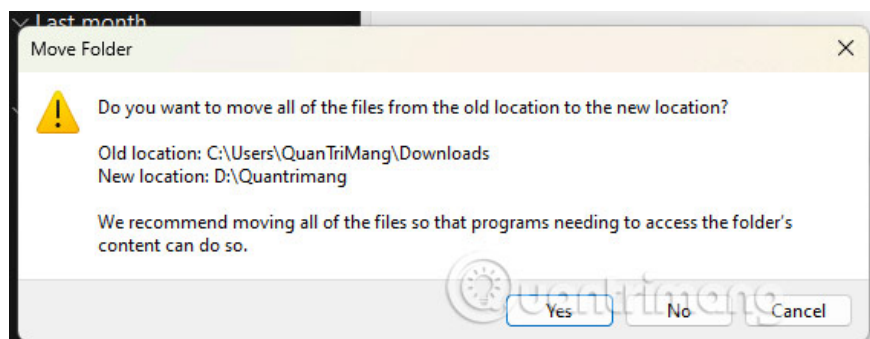 Last month
Move Folder
Do you want to move all of the files from the old location to the new location?
Old location: C:\Users\QuanTriMang\Downloads
New location: D:\Quantrimang
We recommend moving all of the files so that programs needing to access the folder's
content can do so.
Quantrimang
Yes No Cancel